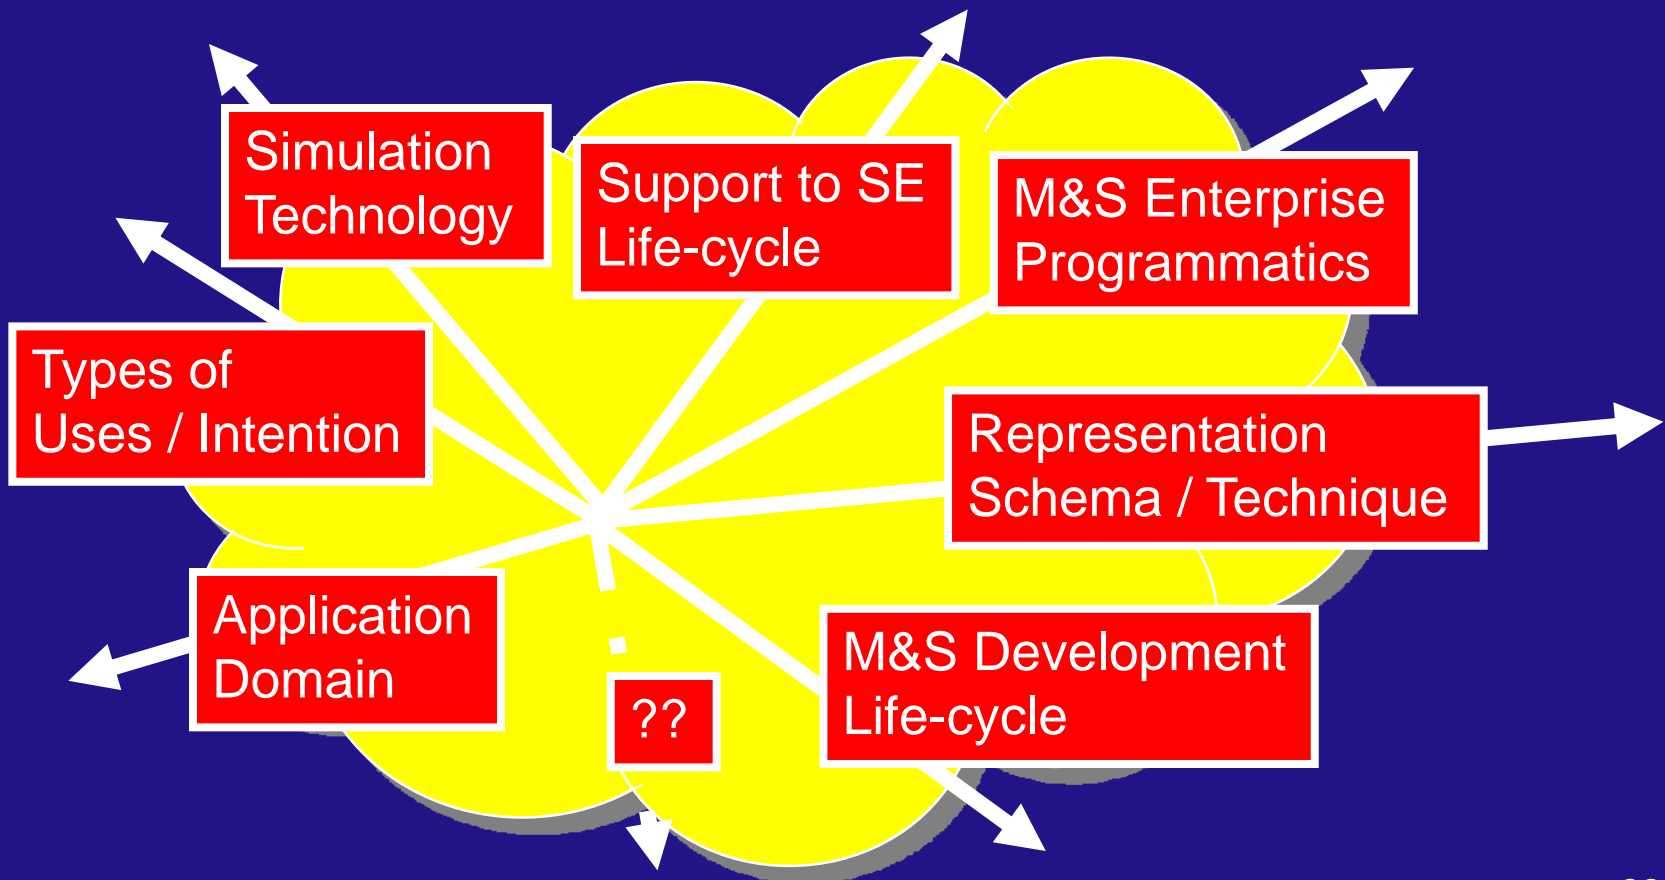 Simulation
Technology
Support to SE
Life-cycle
M&S Enterprise
Programmatics
Types of
Uses / Intention
Representation
Schema / Technique
Application
Domain
M&S Development
Life-cycle
??